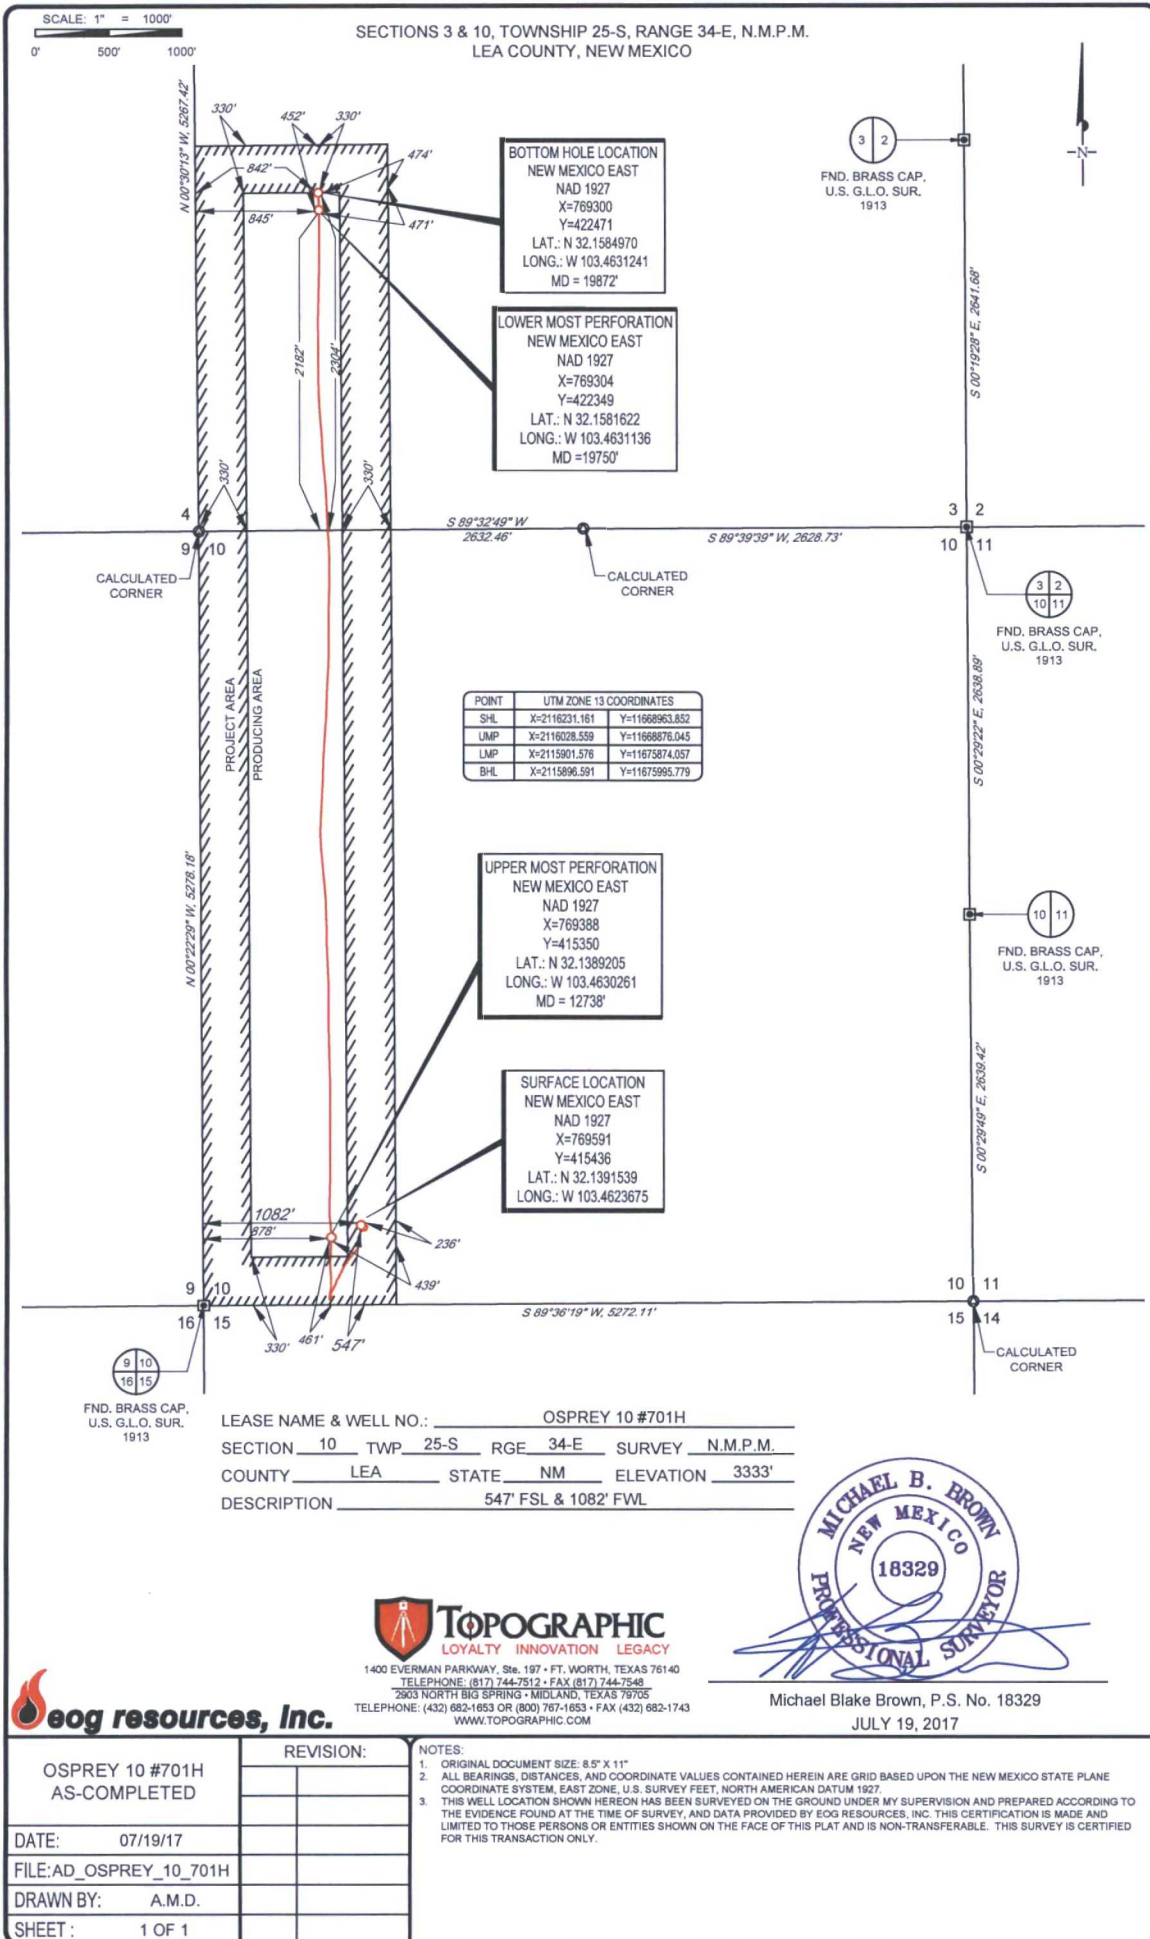 SCALE: 1" = 1000'
0' 500' 1000'
SECTIONS 3 & 10, TOWNSHIP 25-S, RANGE 34-E, N.M.P.M.
LEA COUNTY, NEW MEXICO
N 00°30'13" W, 5267.42'
330'
452'
330'
474'
842'
845'
471'
2182'
2304'
330'
330'
BOTTOM HOLE LOCATION
NEW MEXICO EAST
NAD 1927
X=769300
Y=422471
LAT.: N 32.1584970
LONG.: W 103.4631241
MD = 19872'
LOWER MOST PERFORATION
NEW MEXICO EAST
NAD 1927
X=769304
Y=422349
LAT.: N 32.1581622
LONG.: W 103.4631136
MD =19750'
3 2
FND. BRASS CAP,
U.S. G.L.O. SUR.
1913
N
S 00°19'28" E, 2641.68'
4
9 10
CALCULATED
CORNER
S 89°32'49" W
2632.46'
CALCULATED
CORNER
S 89°39'39" W, 2628.73'
3 2
10 11
3 2
10 11
FND. BRASS CAP,
U.S. G.L.O. SUR.
1913
S 00°29'22" E, 2638.89'
PROJECT AREA
PRODUCING AREA
POINT UTM ZONE 13 COORDINATES
SHL X=2116231.161 Y=11668963.852
UMP X=2116028.559 Y=11668876.045
LMP X=2115901.576 Y=11675874.057
BHL X=2115896.591 Y=11675995.779
N 00°22'29" W, 5278.18'
UPPER MOST PERFORATION
NEW MEXICO EAST
NAD 1927
X=769388
Y=415350
LAT.: N 32.1389205
LONG.: W 103.4630261
MD = 12738'
10 11
FND. BRASS CAP,
U.S. G.L.O. SUR.
1913
S 00°29'49" E, 2639.42'
SURFACE LOCATION
NEW MEXICO EAST
NAD 1927
X=769591
Y=415436
LAT.: N 32.1391539
LONG.: W 103.4623675
1082'
878'
236'
439'
330'
461'
547'
9 10
16 15
S 89°36'19" W, 5272.11'
10 11
15 14
CALCULATED
CORNER
9 10
16 15
FND. BRASS CAP,
U.S. G.L.O. SUR.
1913
LEASE NAME & WELL NO.: OSPREY 10 #701H
SECTION 10 TWP 25-S RGE 34-E SURVEY N.M.P.M.
COUNTY LEA STATE NM ELEVATION 3333'
DESCRIPTION 547' FSL & 1082' FWL
MICHAEL B. BROWN
NEW MEXICO
18329
PROFESSIONAL SURVEYOR
TOPOGRAPHIC
LOYALTY INNOVATION LEGACY
1400 EVERMAN PARKWAY, Ste. 197 • FT. WORTH, TEXAS 76140
TELEPHONE: (817) 744-7512 • FAX (817) 744-7548
2903 NORTH BIG SPRING • MIDLAND, TEXAS 79705
TELEPHONE: (432) 682-1653 OR (800) 767-1653 • FAX (432) 682-1743
WWW.TOPOGRAPHIC.COM
Michael Blake Brown, P.S. No. 18329
JULY 19, 2017
eog resources, Inc.
OSPREY 10 #701H
AS-COMPLETED
REVISION:
DATE: 07/19/17
FILE:AD_OSPREY_10_701H
DRAWN BY: A.M.D.
SHEET : 1 OF 1
NOTES:
1. ORIGINAL DOCUMENT SIZE: 8.5" X 11"
2. ALL BEARINGS, DISTANCES, AND COORDINATE VALUES CONTAINED HEREIN ARE GRID BASED UPON THE NEW MEXICO STATE PLANE
COORDINATE SYSTEM, EAST ZONE, U.S. SURVEY FEET, NORTH AMERICAN DATUM 1927.
3. THIS WELL LOCATION SHOWN HEREON HAS BEEN SURVEYED ON THE GROUND UNDER MY SUPERVISION AND PREPARED ACCORDING TO
THE EVIDENCE FOUND AT THE TIME OF SURVEY, AND DATA PROVIDED BY EOG RESOURCES, INC. THIS CERTIFICATION IS MADE AND
LIMITED TO THOSE PERSONS OR ENTITIES SHOWN ON THE FACE OF THIS PLAT AND IS NON-TRANSFERABLE. THIS SURVEY IS CERTIFIED
FOR THIS TRANSACTION ONLY.